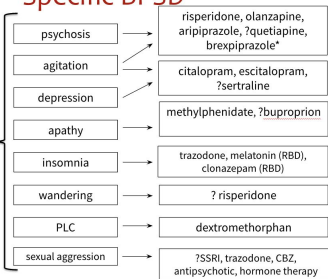 Specific BPSD
psychosis
risperidone, olanzapine,
aripiprazole, ?quetiapine,
brexpiprazole*
agitation
citalopram, escitalopram,
?sertraline
depression
methylphenidate, ?buproprion
apathy
insomnia
trazodone, melatonin (RBD),
clonazepam (RBD)
wandering
? risperidone
PLC
dextromethorphan
sexual aggression
?SSRI, trazodone, CBZ,
antipsychotic, hormone therapy